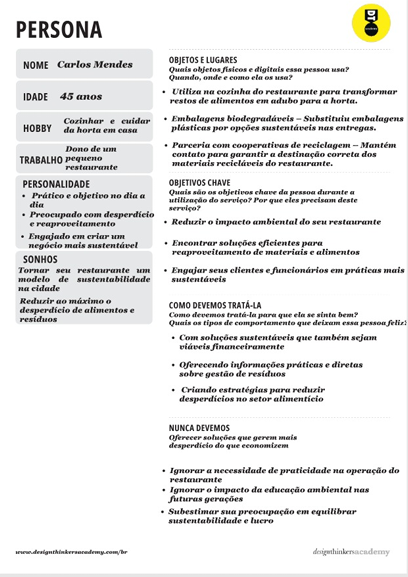 PERSONA
NOME Carlos Mendes
IDADE 45 anos
HOBBY Cozinhar e cuidar
da horta em casa
TRABALHO Dono de um
pequeno
restaurante
PERSONALIDADE
• Prático e objetivo no dia a
dia
• Preocupado com desperdício
e reaproveitamento
• Engajado em criar um
negócio mais sustentável
SONHOS
Tornar seu restaurante um
modelo de sustentabilidade
na cidade
Reduzir ao máximo o
desperdício de alimentos e
resíduos
OBJETOS E LUGARES
Quais objetos físicos e digitais essa pessoa usa?
Quando, onde e como ela os usa?
• Utiliza na cozinha do restaurante para transformar
restos de alimentos em adubo para a horta.
• Embalagens biodegradáveis – Substituiu embalagens
plásticas por opções sustentáveis nas entregas.
• Parceria com cooperativas de reciclagem – Mantém
contato para garantir a destinação correta dos
materiais recicláveis do restaurante.
OBJETIVOS CHAVE
Quais são os objetivos chave da pessoa durante a
utilização do serviço? Por que eles precisam deste
serviço?
• Reduzir o impacto ambiental do seu restaurante
• Encontrar soluções eficientes para
reaproveitamento de materiais e alimentos
• Engajar seus clientes e funcionários em práticas mais
sustentáveis
COMO DEVEMOS TRATÁ-LA
Como devemos tratá-la para que ela se sinta bem?
Quais os tipos de comportamento que deixam essa pessoa feliz?
• Com soluções sustentáveis que também sejam
viáveis financeiramente
• Oferecendo informações práticas e diretas
sobre gestão de resíduos
• Criando estratégias para reduzir
desperdícios no setor alimentício
NUNCA DEVEMOS
Oferecer soluções que gerem mais
desperdício do que economizem
• Ignorar a necessidade de praticidade na operação do
restaurante
• Ignorar o impacto da educação ambiental nas
futuras gerações
• Subestimar sua preocupação em equilibrar
sustentabilidade e lucro
www.designthinkersacademy.com/br
designthinkersacademy